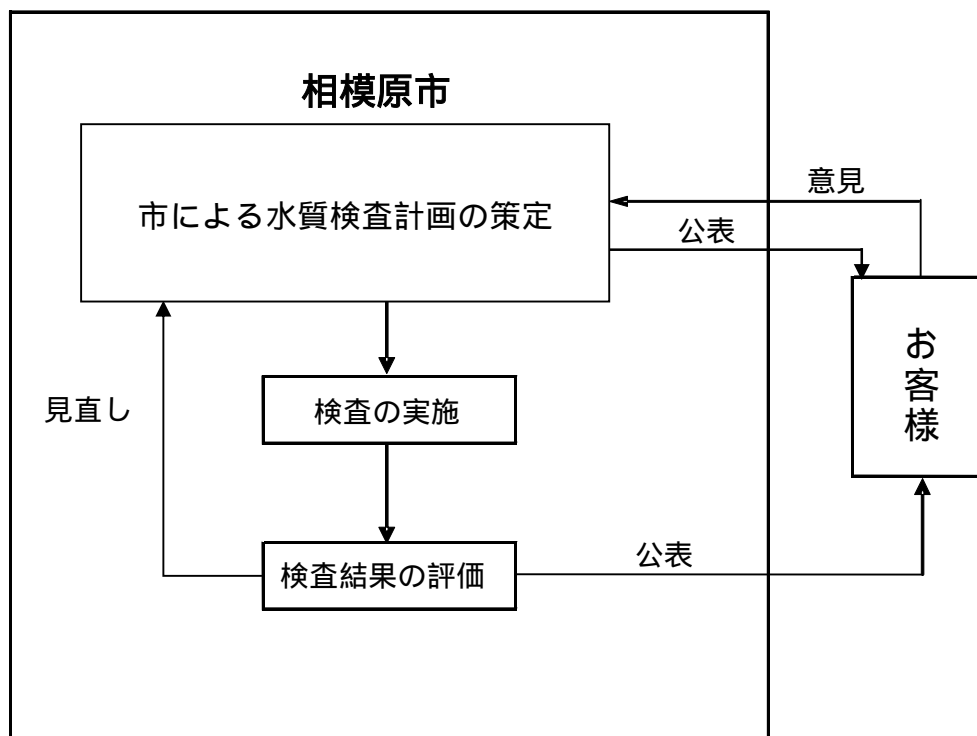 相模原市
市による水質検査計画の策定
意見
公表
お客様
検査の実施
見直し
検査結果の評価
公表